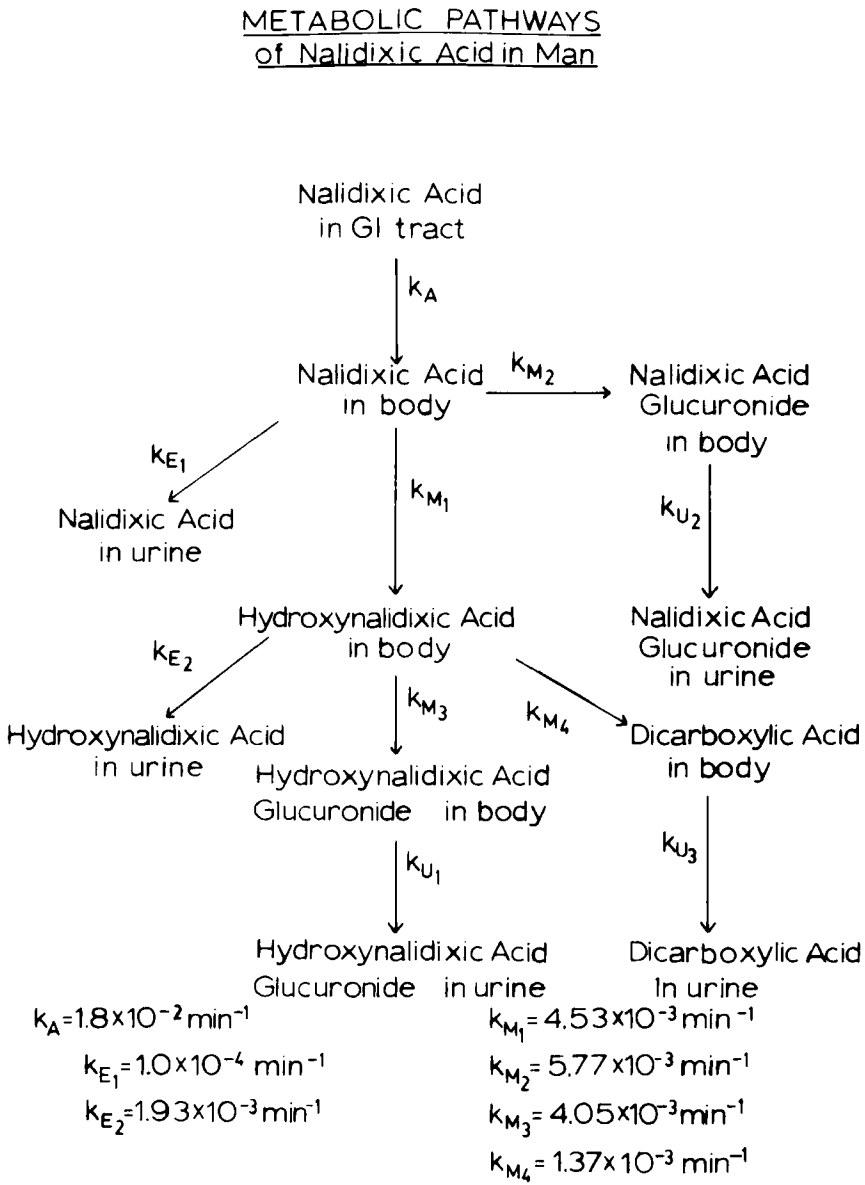 METABOLIC PATHWAYS
of Nalidixic Acid in Man
Nalidixic Acid
in GI tract
kA
Nalidixic Acid
in body
kM2
Nalidixic Acid
Glucuronide
in body
kE1
Nalidixic Acid
in urine
kM1
kU2
Hydroxynalidixic Acid
in body
Nalidixic Acid
Glucuronide
in urine
kE2
Hydroxynalidixic Acid
in urine
kM3
kM4
Dicarboxylic Acid
in body
Hydroxynalidixic Acid
Glucuronide in body
kU1
kU3
Hydroxynalidixic Acid
Glucuronide in urine
Dicarboxylic Acid
In urine
kA=1.8×10⁻² min⁻¹
kE1=1.0×10⁻⁴ min⁻¹
kE2=1.93×10⁻³ min⁻¹
kM1=4.53×10⁻³ min⁻¹
kM2=5.77×10⁻³ min⁻¹
kM3=4.05×10⁻³ min⁻¹
kM4=1.37×10⁻³ min⁻¹